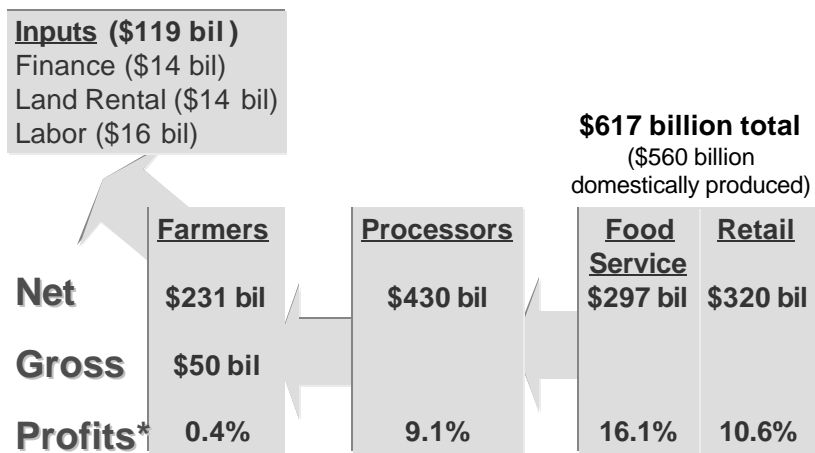 Inputs ($119 bil)
Finance ($14 bil)
Land Rental ($14 bil)
Labor ($16 bil)
$617 billion total
($560 billion
domestically produced)
Farmers
Processors
Food
Service
Retail
Net
$231 bil
$430 bil
$297 bil
$320 bil
Gross
$50 bil
Profits*
0.4%
9.1%
16.1%
10.6%